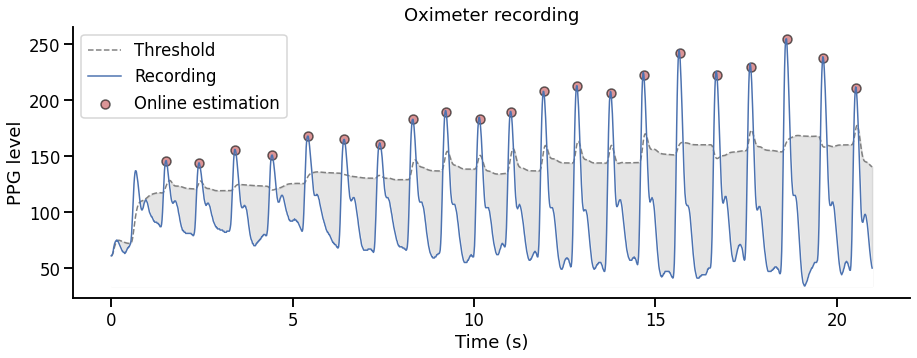 Oximeter recording
Threshold
Recording
Online estimation
PPG level
250
200
150
100
50
0
5
10
15
20
Time (s)